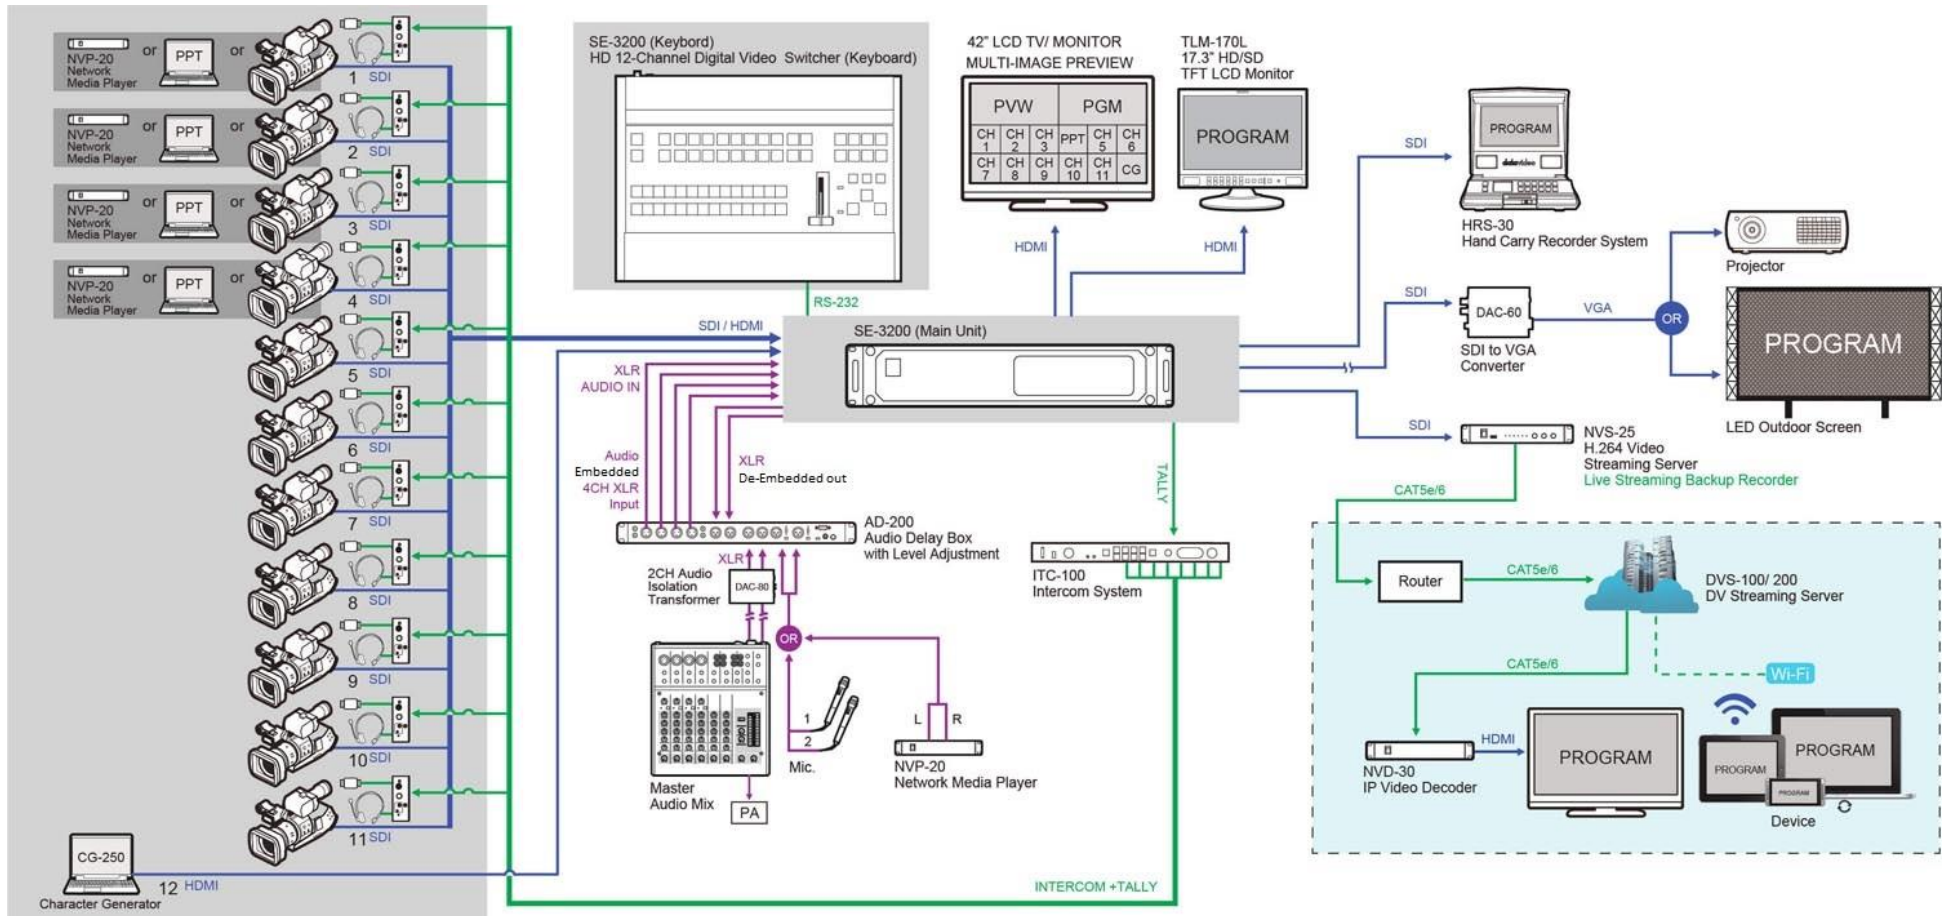 NVP-20
Network
Media Player
or
PPT
or
1 SDI
NVP-20
Network
Media Player
or
PPT
or
2 SDI
NVP-20
Network
Media Player
or
PPT
or
3 SDI
NVP-20
Network
Media Player
or
PPT
or
4 SDI
5 SDI
6 SDI
7 SDI
8 SDI
9 SDI
10 SDI
11 SDI
CG-250
12 HDMI
Character Generator
SE-3200 (Keybord)
HD 12-Channel Digital Video Switcher (Keyboard)
RS-232
42" LCD TV/ MONITOR
MULTI-IMAGE PREVIEW
PVW PGM
CH 1 CH 2 CH 3 PPT CH 5 CH 6
CH 7 CH 8 CH 9 CH 10 CH 11 CG
HDMI
TLM-170L
17.3" HD/SD
TFT LCD Monitor
PROGRAM
HDMI
SDI / HDMI
SE-3200 (Main Unit)
XLR
AUDIO IN
Audio
Embedded
4CH XLR
Input
XLR
De-Embedded out
AD-200
Audio Delay Box
with Level Adjustment
XLR
2CH Audio
Isolation
Transformer
DAC-80
OR
Master
Audio Mix
PA
1
2
Mic.
L R
NVP-20
Network Media Player
TALLY
ITC-100
Intercom System
INTERCOM +TALLY
SDI
PROGRAM
datavideo
HRS-30
Hand Carry Recorder System
SDI
DAC-60
SDI to VGA
Converter
VGA
OR
Projector
PROGRAM
LED Outdoor Screen
SDI
NVS-25
H.264 Video
Streaming Server
Live Streaming Backup Recorder
CAT5e/6
Router
CAT5e/6
DVS-100/ 200
DV Streaming Server
CAT5e/6
Wi-Fi
NVD-30
IP Video Decoder
HDMI
PROGRAM
PROGRAM
PROGRAM
PROGRAM
Device